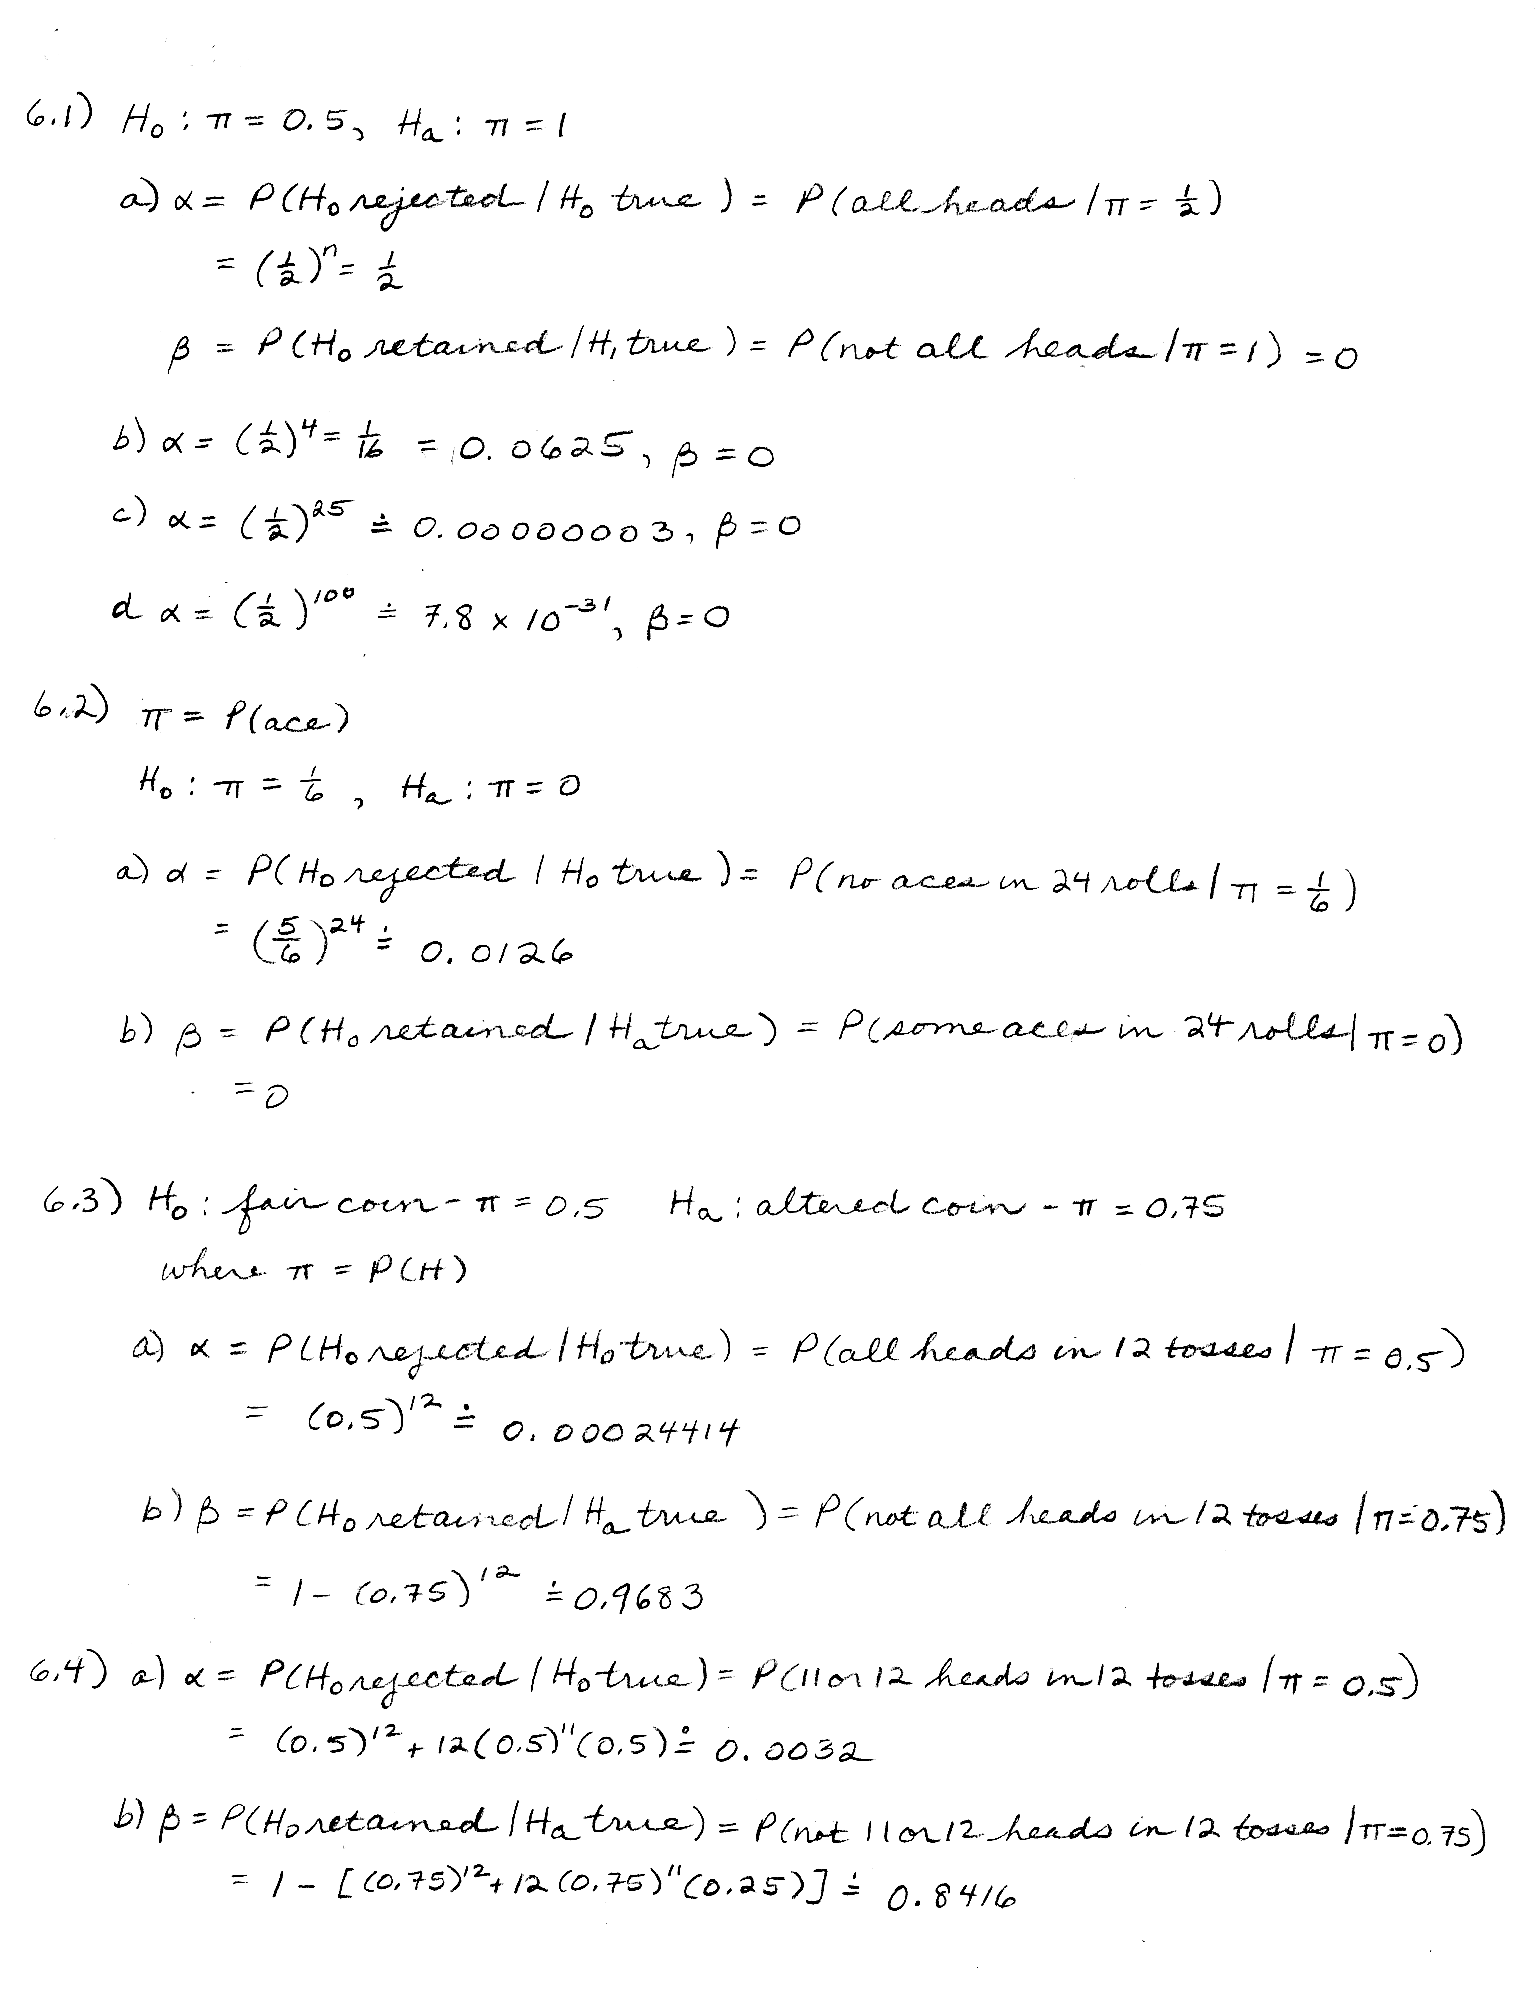 6.1) H₀ : π = 0.5, Hₐ : π = 1
a) α = P(H₀ rejected | H₀ true) = P(all heads | π = 1/2)
= (1/2)ⁿ = 1/2
β = P(H₀ retained | H₁ true) = P(not all heads | π = 1) = 0
b) α = (1/2)⁴ = 1/16 = 0.0625, β = 0
c) α = (1/2)²⁵ ≐ 0.00000003, β = 0
d α = (1/2)¹⁰⁰ ≐ 7.8 × 10⁻³¹, β = 0
6.2) π = P(ace)
H₀ : π = 1/6, Hₐ : π = 0
a) α = P(H₀ rejected | H₀ true) = P(no aces in 24 rolls | π = 1/6)
= (5/6)²⁴ ≐ 0.0126
b) β = P(H₀ retained | Hₐ true) = P(some aces in 24 rolls | π = 0)
= 0
6.3) H₀ : fair coin - π = 0.5 Hₐ : altered coin - π = 0.75
where π = P(H)
a) α = P(H₀ rejected | H₀ true) = P(all heads in 12 tosses | π = 0.5)
= (0.5)¹² ≐ 0.00024414
b) β = P(H₀ retained | Hₐ true) = P(not all heads in 12 tosses | π = 0.75)
= 1 - (0.75)¹² ≐ 0.9683
6.4) a) α = P(H₀ rejected | H₀ true) = P(11 or 12 heads in 12 tosses | π = 0.5)
= (0.5)¹² + 12(0.5)¹¹(0.5) ≐ 0.0032
b) β = P(H₀ retained | Hₐ true) = P(not 11 or 12 heads in 12 tosses | π = 0.75)
= 1 - [(0.75)¹² + 12(0.75)¹¹(0.25)] ≐ 0.8416